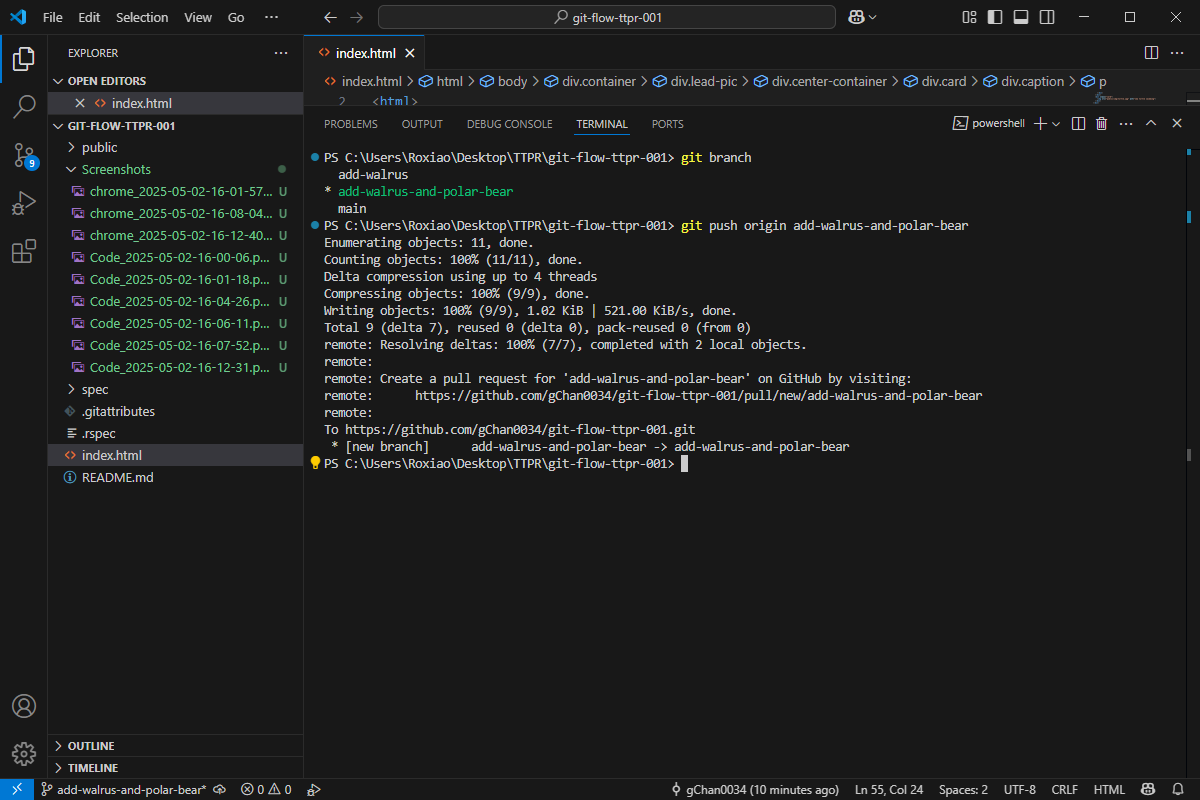 File Edit Selection View Go ··· git-flow-ttpr-001
EXPLORER ···
OPEN EDITORS
index.html
GIT-FLOW-TTPR-001
public
Screenshots
chrome_2025-05-02-16-01-57... U
chrome_2025-05-02-16-08-04... U
chrome_2025-05-02-16-12-40... U
Code_2025-05-02-16-00-06.p... U
Code_2025-05-02-16-01-18.p... U
Code_2025-05-02-16-04-26.p... U
Code_2025-05-02-16-06-11.p... U
Code_2025-05-02-16-07-52.p... U
Code_2025-05-02-16-12-31.p... U
spec
.gitattributes
.rspec
index.html
README.md
OUTLINE
TIMELINE
9
index.html
index.html > html > body > div.container > div.lead-pic > div.center-container > div.card > div.caption > p
2 <html>
PROBLEMS OUTPUT DEBUG CONSOLE TERMINAL PORTS powershell
PS C:\Users\Roxiao\Desktop\TTPR\git-flow-ttpr-001> git branch
add-walrus
* add-walrus-and-polar-bear
main
PS C:\Users\Roxiao\Desktop\TTPR\git-flow-ttpr-001> git push origin add-walrus-and-polar-bear
Enumerating objects: 11, done.
Counting objects: 100% (11/11), done.
Delta compression using up to 4 threads
Compressing objects: 100% (9/9), done.
Writing objects: 100% (9/9), 1.02 KiB | 521.00 KiB/s, done.
Total 9 (delta 7), reused 0 (delta 0), pack-reused 0 (from 0)
remote: Resolving deltas: 100% (7/7), completed with 2 local objects.
remote:
remote: Create a pull request for 'add-walrus-and-polar-bear' on GitHub by visiting:
remote: https://github.com/gChan0034/git-flow-ttpr-001/pull/new/add-walrus-and-polar-bear
remote:
To https://github.com/gChan0034/git-flow-ttpr-001.git
* [new branch] add-walrus-and-polar-bear -> add-walrus-and-polar-bear
PS C:\Users\Roxiao\Desktop\TTPR\git-flow-ttpr-001>
add-walrus-and-polar-bear* 0 0 gChan0034 (10 minutes ago) Ln 55, Col 24 Spaces: 2 UTF-8 CRLF HTML